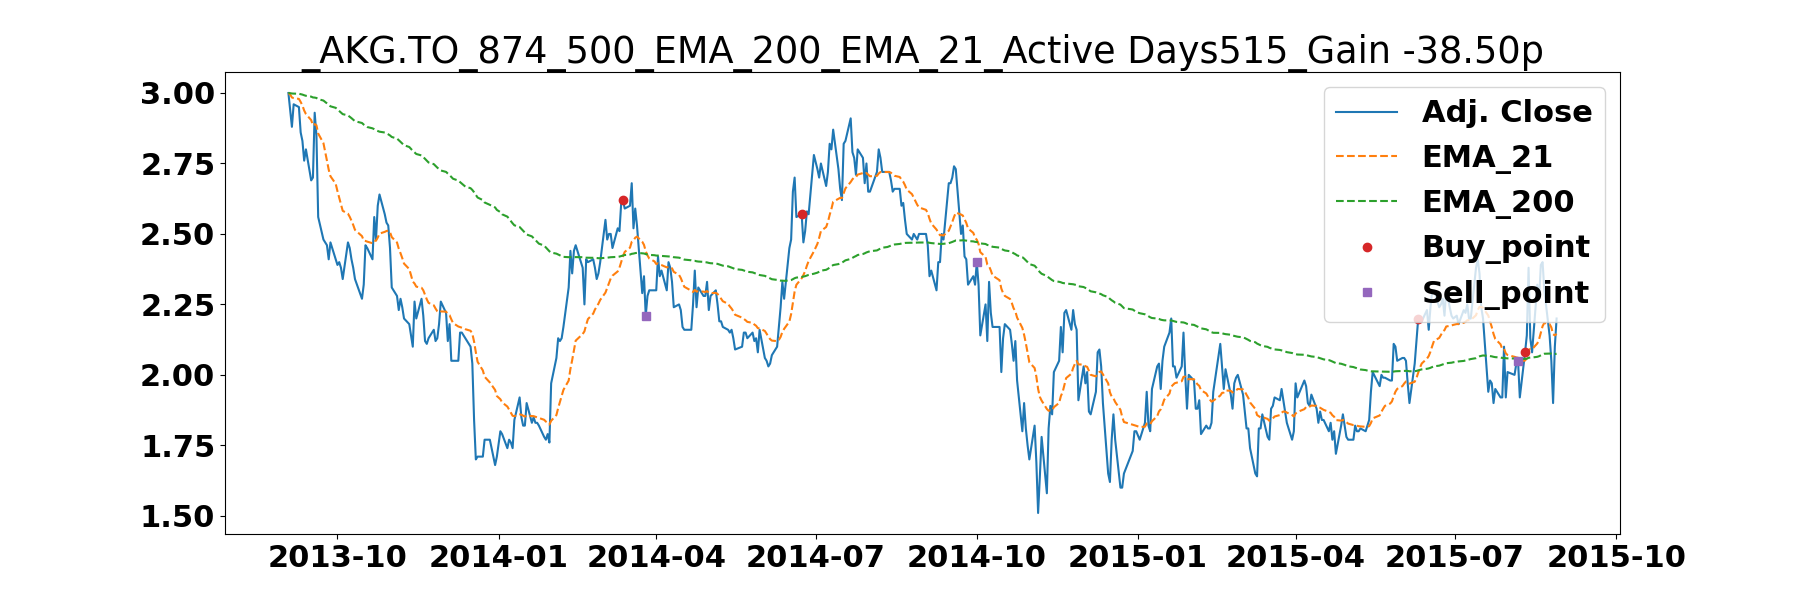 _AKG.TO_874_500_EMA_200_EMA_21_Active Days515_Gain -38.50p
3.00
2.75
2.50
2.25
2.00
1.75
1.50
Adj. Close
EMA_21
EMA_200
Buy_point
Sell_point
2013-10 2014-01 2014-04 2014-07 2014-10 2015-01 2015-04 2015-07 2015-10